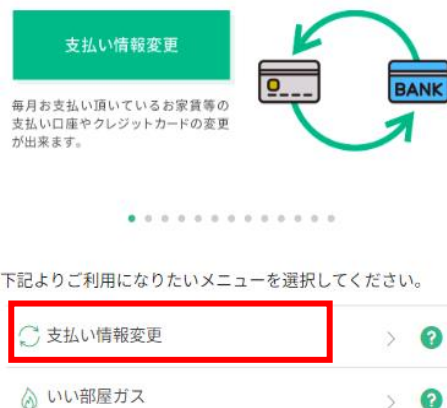 支払い情報変更
毎月お支払い頂いているお家賃等の
支払い口座やクレジットカードの変更
が出来ます。
BANK
下記よりご利用になりたいメニューを選択してください。
支払い情報変更 > ?
いい部屋ガス > ?